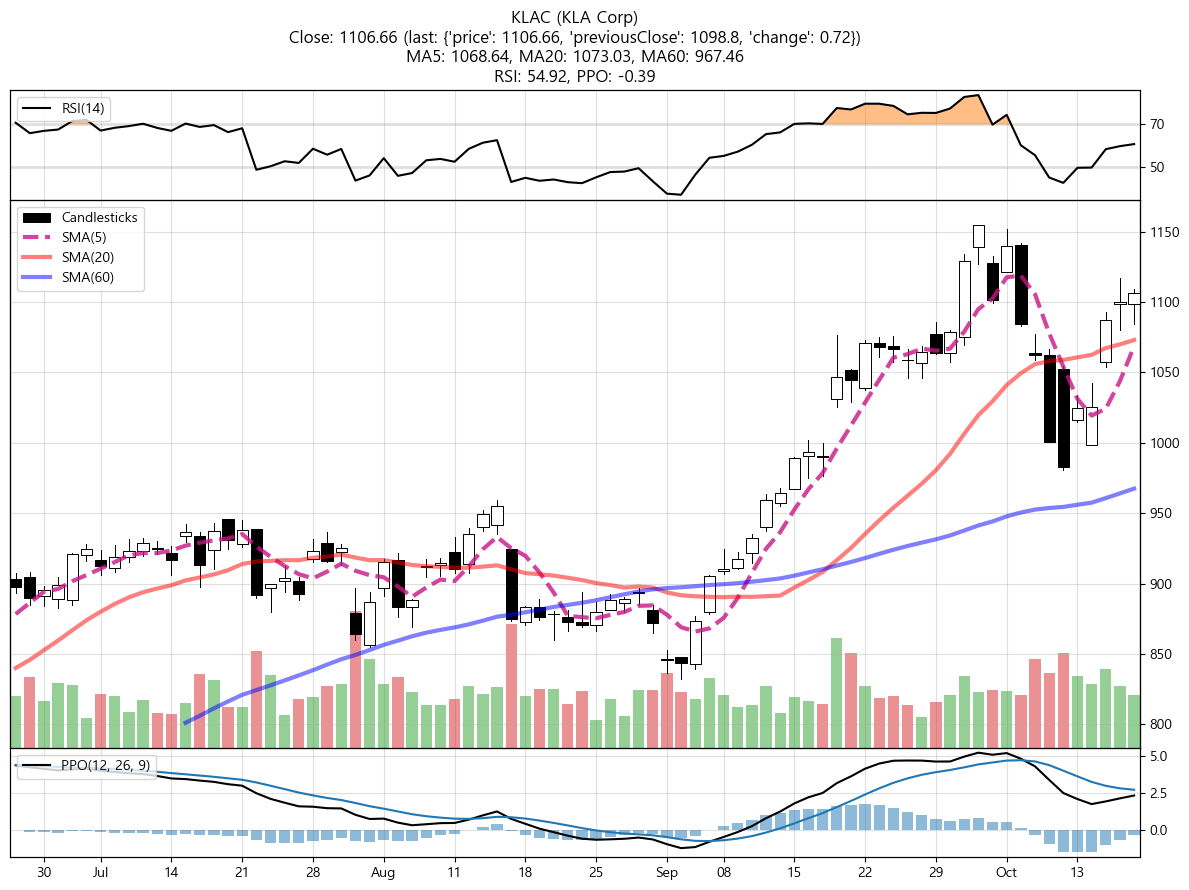 KLAC (KLA Corp)
Close: 1106.66 (last: {'price': 1106.66, 'previousClose': 1098.8, 'change': 0.72})
MA5: 1068.64, MA20: 1073.03, MA60: 967.46
RSI: 54.92, PPO: -0.39
RSI(14)
70
50
Candlesticks
SMA(5)
SMA(20)
SMA(60)
1150
1100
1050
1000
950
900
850
800
PPO(12, 26, 9)
5.0
2.5
0.0
30 Jul 14 21 28 Aug 11 18 25 Sep 08 15 22 29 Oct 13